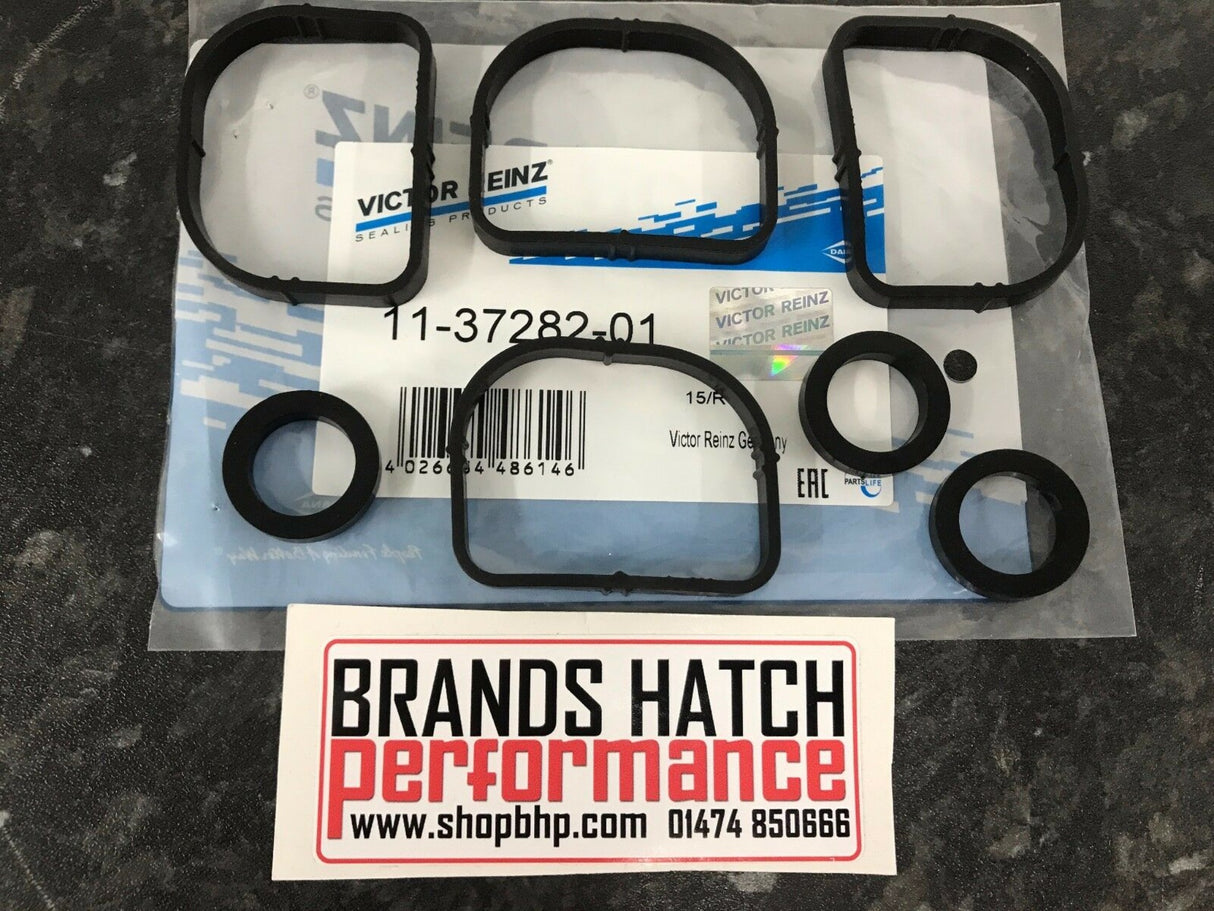 VICTOR REINZ®
SEALING PRODUCTS
11-37282-01
VICTOR REINZ
VICTOR REINZ
VICTOR REINZ
15/R
Victor Reinz Germany
EAC
PARTSLIFE
BRANDS HATCH
performance
www.shopbhp.com 01474 850666